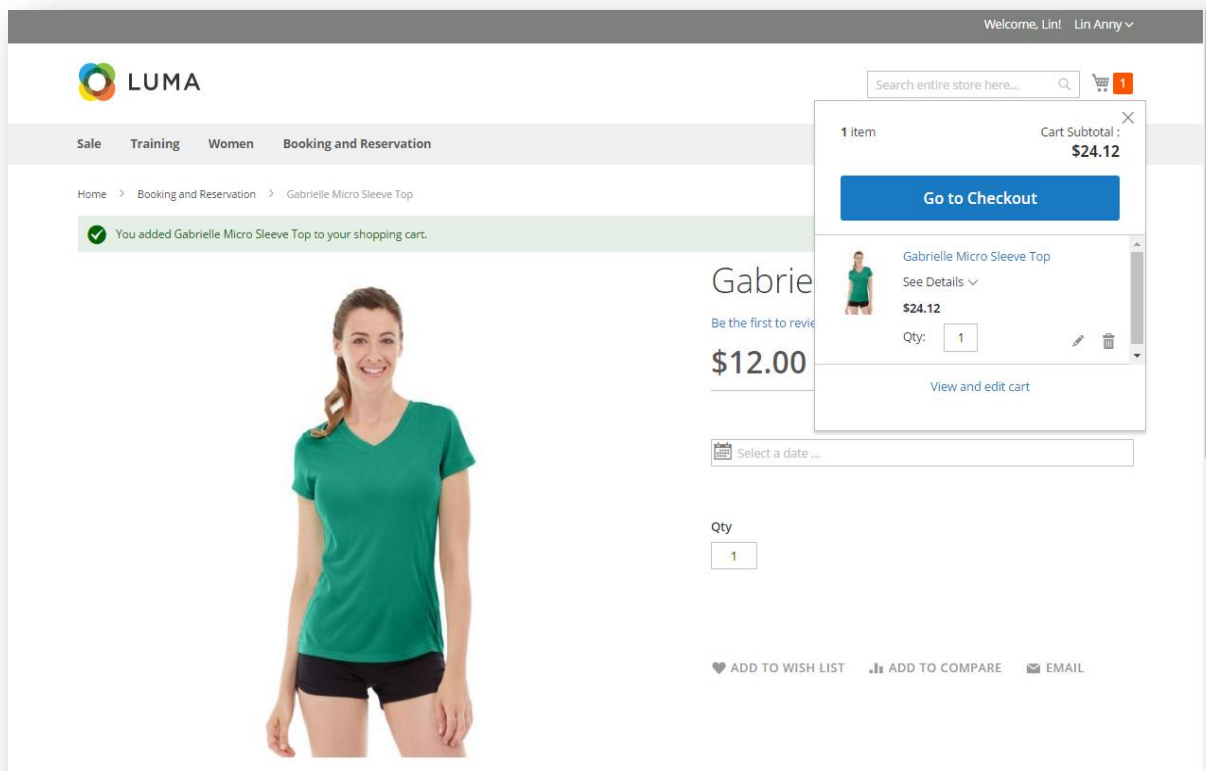 Welcome, Lin! Lin Anny
LUMA
Search entire store here...
1
Sale Training Women Booking and Reservation
1 item
Cart Subtotal :
$24.12
Go to Checkout
Home > Booking and Reservation > Gabrielle Micro Sleeve Top
You added Gabrielle Micro Sleeve Top to your shopping cart.
Gabrielle Micro Sleeve Top
See Details
$24.12
Qty: 1
View and edit cart
Gabrie
Be the first to revie
$12.00
Select a date ...
Qty
1
ADD TO WISH LIST ADD TO COMPARE EMAIL